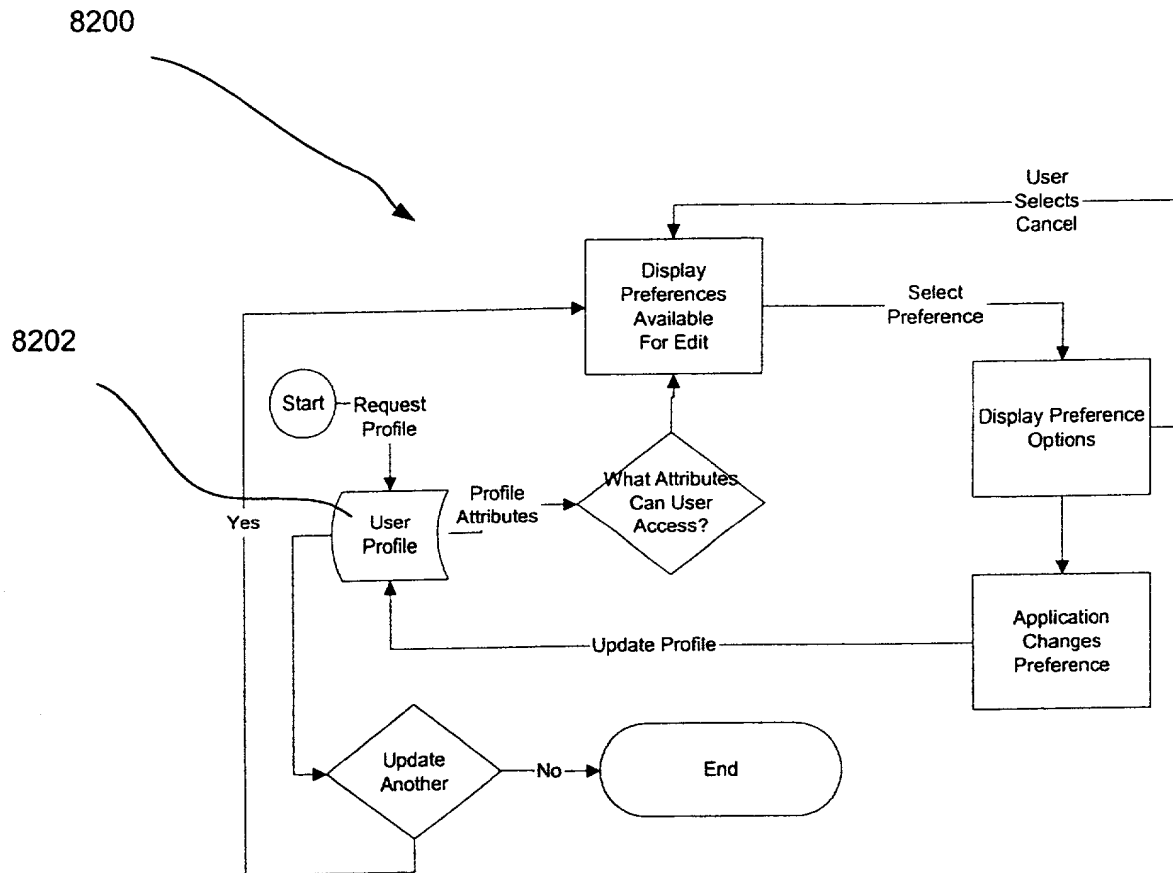 8200
User
Selects
Cancel
Display
Preferences
Available
For Edit
Select
Preference
8202
Start
Request
Profile
Display Preference
Options
What Attributes
Can User
Access?
Profile
Attributes
User
Profile
Yes
Application
Changes
Preference
Update Profile
Update
Another
No
End